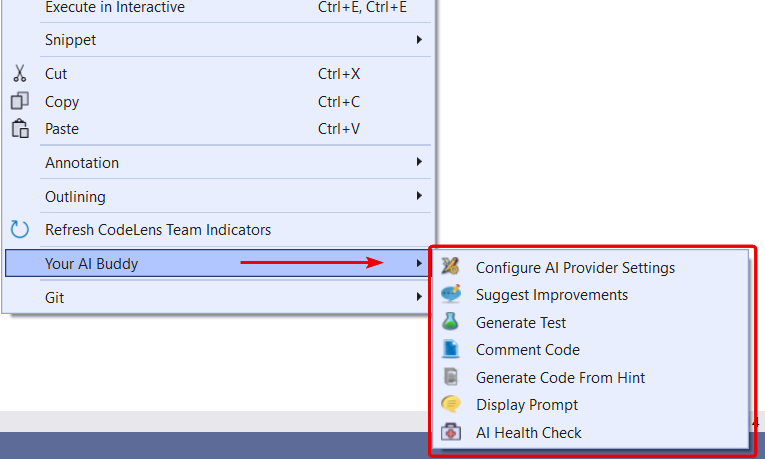 Execute in Interactive Ctrl+E, Ctrl+E
Snippet
Cut Ctrl+X
Copy Ctrl+C
Paste Ctrl+V
Annotation
Outlining
Refresh CodeLens Team Indicators
Your AI Buddy
Git
Configure AI Provider Settings
Suggest Improvements
Generate Test
Comment Code
Generate Code From Hint
Display Prompt
AI Health Check
4